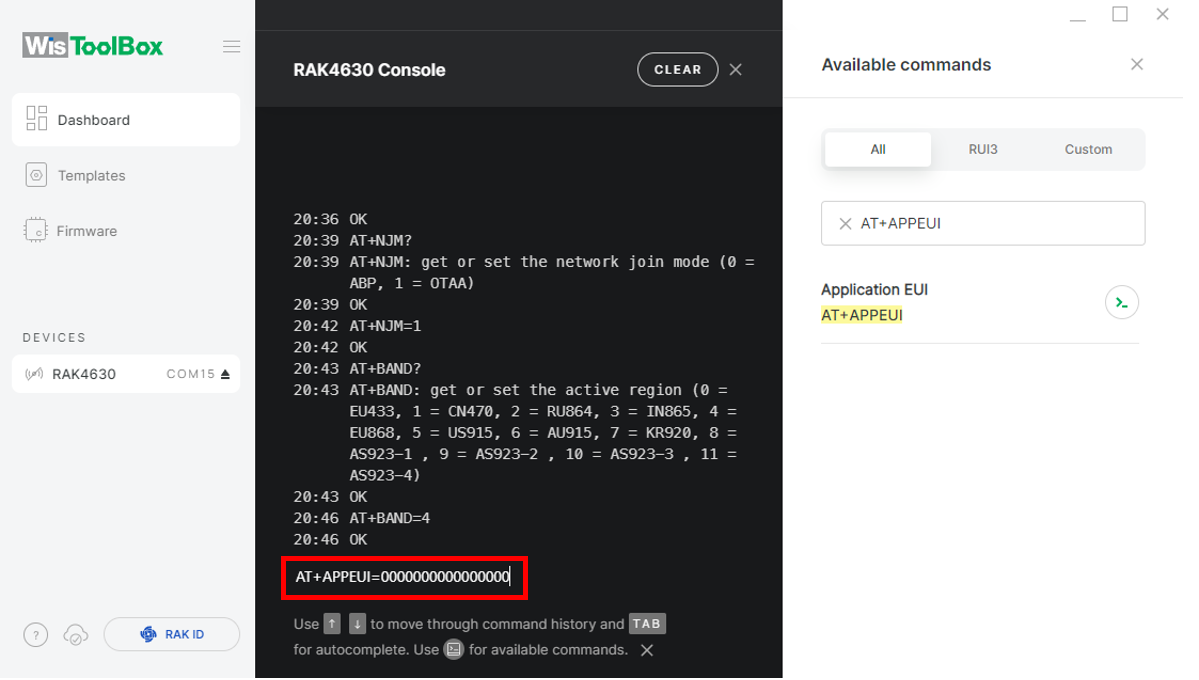 WisToolBox
Dashboard
Templates
Firmware
DEVICES
RAK4630 COM15
?
RAK ID
RAK4630 Console
CLEAR
20:36 OK
20:39 AT+NJM?
20:39 AT+NJM: get or set the network join mode (0 =
ABP, 1 = OTAA)
20:39 OK
20:42 AT+NJM=1
20:42 OK
20:43 AT+BAND?
20:43 AT+BAND: get or set the active region (0 =
EU433, 1 = CN470, 2 = RU864, 3 = IN865, 4 =
EU868, 5 = US915, 6 = AU915, 7 = KR920, 8 =
AS923-1 , 9 = AS923-2 , 10 = AS923-3 , 11 =
AS923-4)
20:43 OK
20:46 AT+BAND=4
20:46 OK
AT+APPEUI=0000000000000000
Use ↑ ↓ to move through command history and TAB
for autocomplete. Use for available commands.
Available commands
All RUI3 Custom
AT+APPEUI
Application EUI
AT+APPEUI